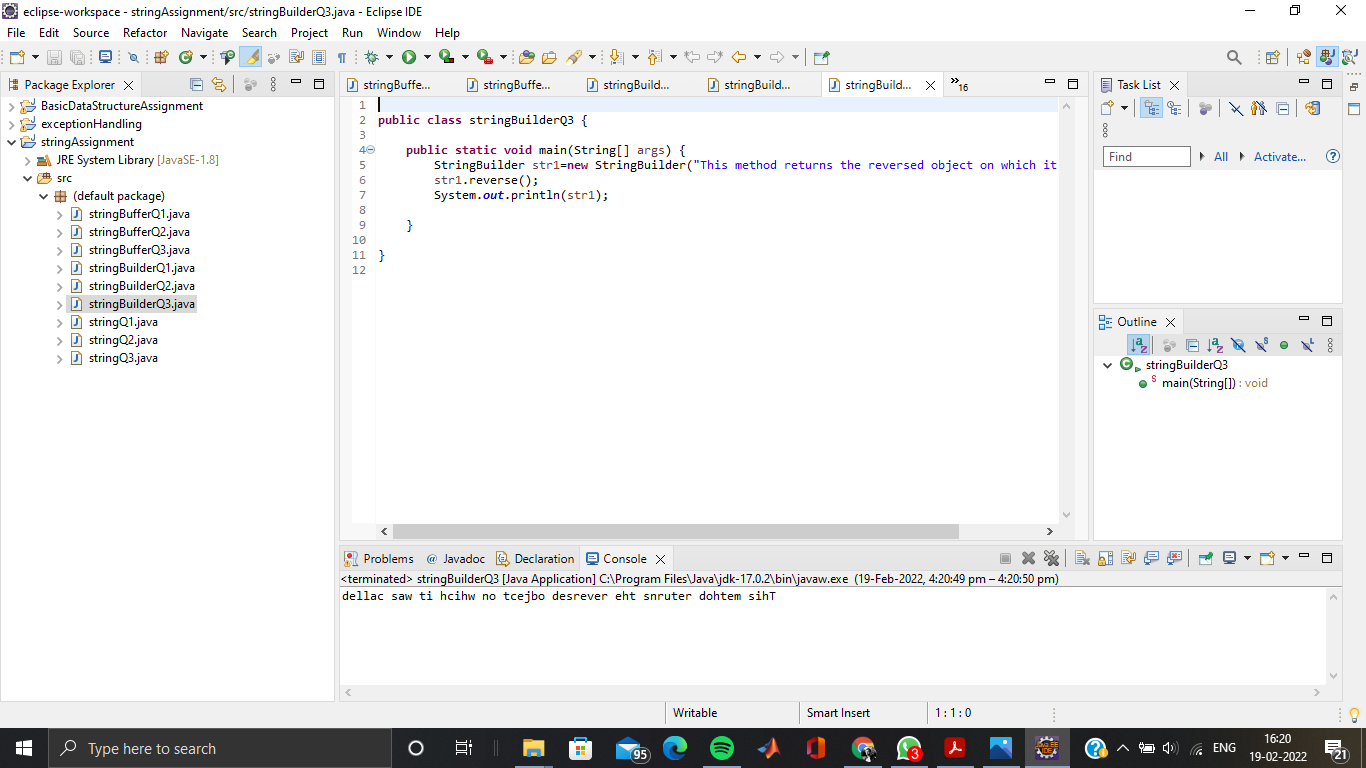 eclipse-workspace - stringAssignment/src/stringBuilderQ3.java - Eclipse IDE
File Edit Source Refactor Navigate Search Project Run Window Help
Package Explorer
BasicDataStructureAssignment
exceptionHandling
stringAssignment
JRE System Library [JavaSE-1.8]
src
(default package)
stringBufferQ1.java
stringBufferQ2.java
stringBufferQ3.java
stringBuilderQ1.java
stringBuilderQ2.java
stringBuilderQ3.java
stringQ1.java
stringQ2.java
stringQ3.java
stringBuffe... stringBuffe... stringBuild... stringBuild... stringBuild... 16
1
2 public class stringBuilderQ3 {
3
4 public static void main(String[] args) {
5 StringBuilder str1=new StringBuilder("This method returns the reversed object on which it
6 str1.reverse();
7 System.out.println(str1);
8
9 }
10
11 }
12
Task List
Find All Activate...
Outline
stringBuilderQ3
main(String[]) : void
Problems @ Javadoc Declaration Console
<terminated> stringBuilderQ3 [Java Application] C:\Program Files\Java\jdk-17.0.2\bin\javaw.exe (19-Feb-2022, 4:20:49 pm – 4:20:50 pm)
dellac saw ti hcihw no tcejbo desrever eht snruter dohtem sihT
Writable Smart Insert 1 : 1 : 0
Type here to search
95
3
ENG
16:20
19-02-2022
21